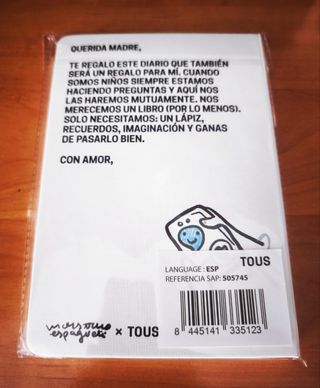 QUERIDA MADRE,
TE REGALO ESTE DIARIO QUE TAMBIÉN
SERÁ UN REGALO PARA MÍ. CUANDO
SOMOS NIÑOS SIEMPRE ESTAMOS
HACIENDO PREGUNTAS Y AQUÍ NOS
LAS HAREMOS MUTUAMENTE. NOS
MERECEMOS UN LIBRO (POR LO MENOS).
SOLO NECESITAMOS: UN LÁPIZ,
RECUERDOS, IMAGINACIÓN Y GANAS
DE PASARLO BIEN.
CON AMOR,
TOUS
LANGUAGE : ESP
REFERENCIA SAP: 505745
8 445141 335123
espagueti × TOUS